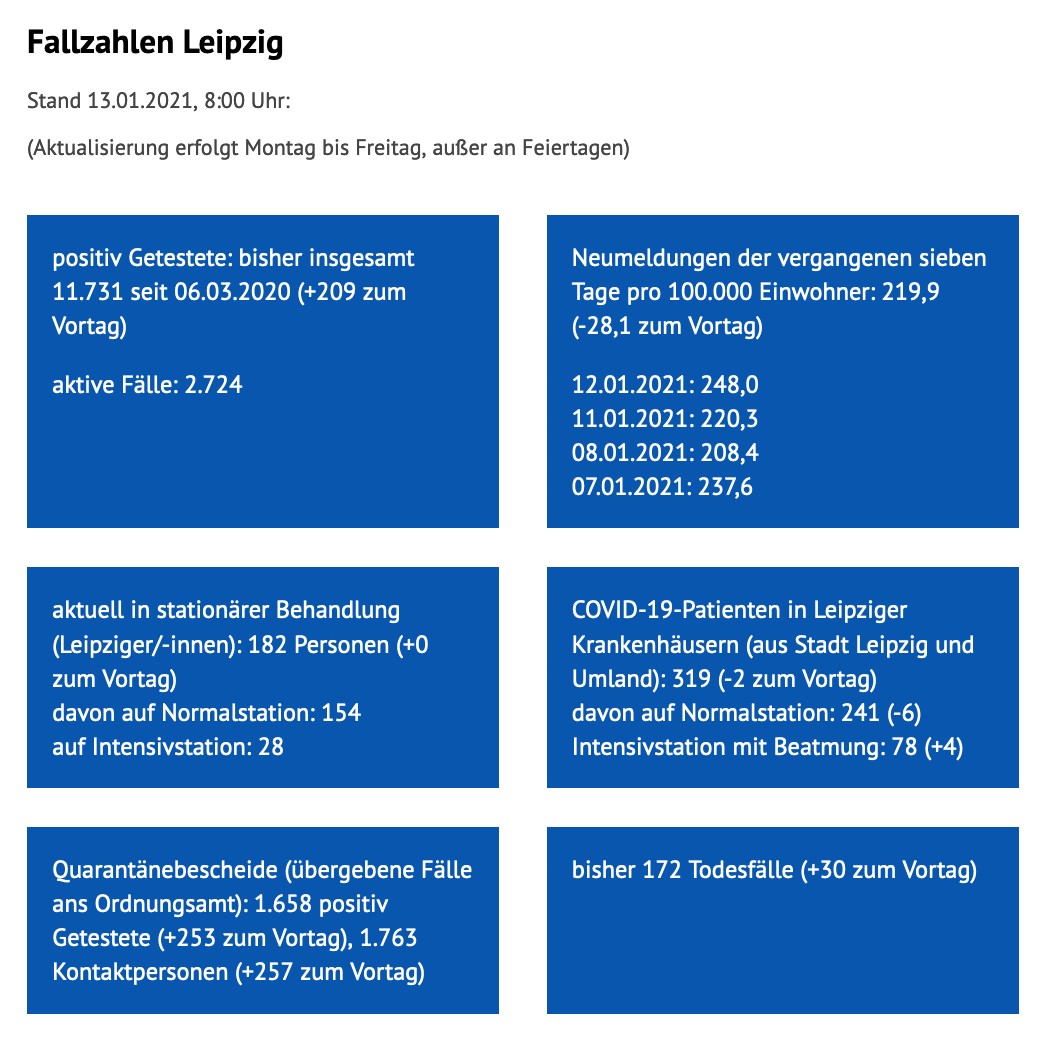 Fallzahlen Leipzig
Stand 13.01.2021, 8:00 Uhr:
(Aktualisierung erfolgt Montag bis Freitag, außer an Feiertagen)
positiv Getestete: bisher insgesamt
11.731 seit 06.03.2020 (+209 zum
Vortag)
aktive Fälle: 2.724
Neumeldungen der vergangenen sieben
Tage pro 100.000 Einwohner: 219,9
(-28,1 zum Vortag)
12.01.2021: 248,0
11.01.2021: 220,3
08.01.2021: 208,4
07.01.2021: 237,6
aktuell in stationärer Behandlung
(Leipziger/-innen): 182 Personen (+0
zum Vortag)
davon auf Normalstation: 154
auf Intensivstation: 28
COVID-19-Patienten in Leipziger
Krankenhäusern (aus Stadt Leipzig und
Umland): 319 (-2 zum Vortag)
davon auf Normalstation: 241 (-6)
Intensivstation mit Beatmung: 78 (+4)
Quarantänebescheide (übergebene Fälle
ans Ordnungsamt): 1.658 positiv
Getestete (+253 zum Vortag), 1.763
Kontaktpersonen (+257 zum Vortag)
bisher 172 Todesfälle (+30 zum Vortag)